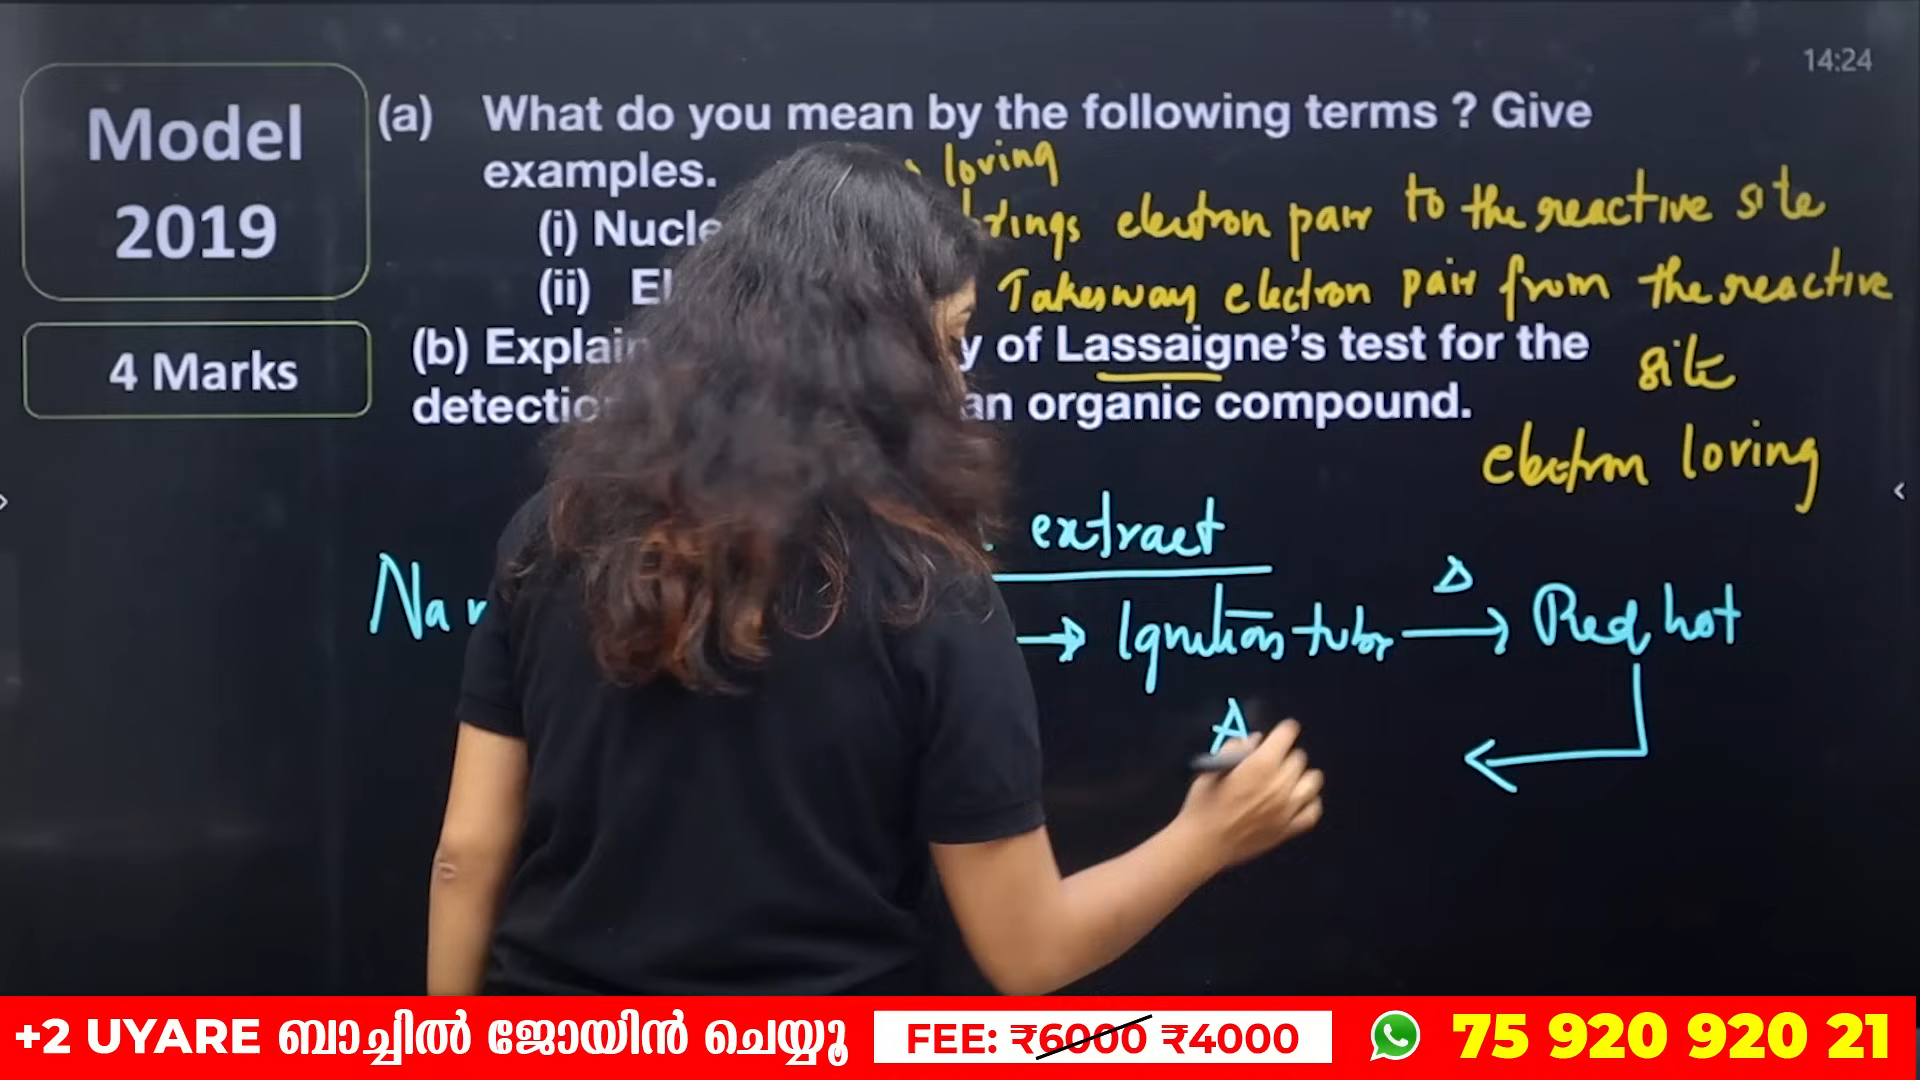 14:24
Model
2019
4 Marks
(a) What do you mean by the following terms ? Give
examples.
loving
(i) Nucle
rings electron pair to the reactive site
(ii) El
Takesaway electron pair from the reactive
site
(b) Explain y of Lassaigne's test for the
detectio an organic compound.
electron loving
extract
Na
Ignition tube Δ Red hot
+2 UYARE ബാച്ചിൽ ജോയിൻ ചെയ്യൂ FEE: ₹6000 ₹4000 75 920 920 21